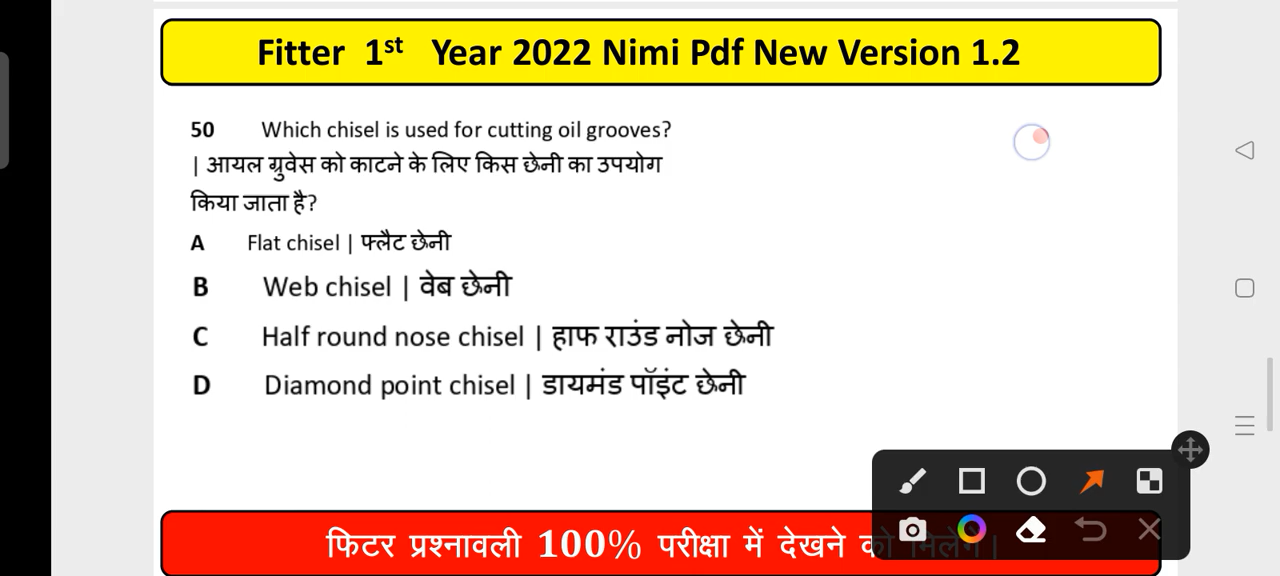 Fitter 1st Year 2022 Nimi Pdf New Version 1.2
50 Which chisel is used for cutting oil grooves?
| आयल ग्रुवेस को काटने के लिए किस छेनी का उपयोग
किया जाता है?
A Flat chisel | फ्लैट छेनी
B Web chisel | वेब छेनी
C Half round nose chisel | हाफ राउंड नोज छेनी
D Diamond point chisel | डायमंड पॉइंट छेनी
फिटर प्रश्नावली 100% परीक्षा में देखने को मिलेंगे |